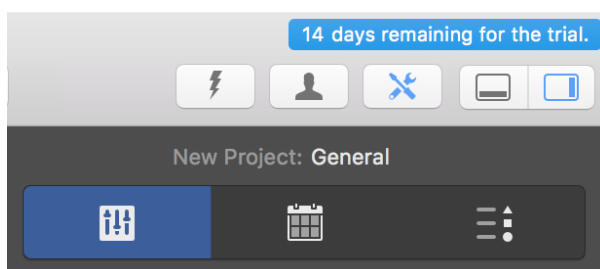 14 days remaining for the trial.
New Project: General